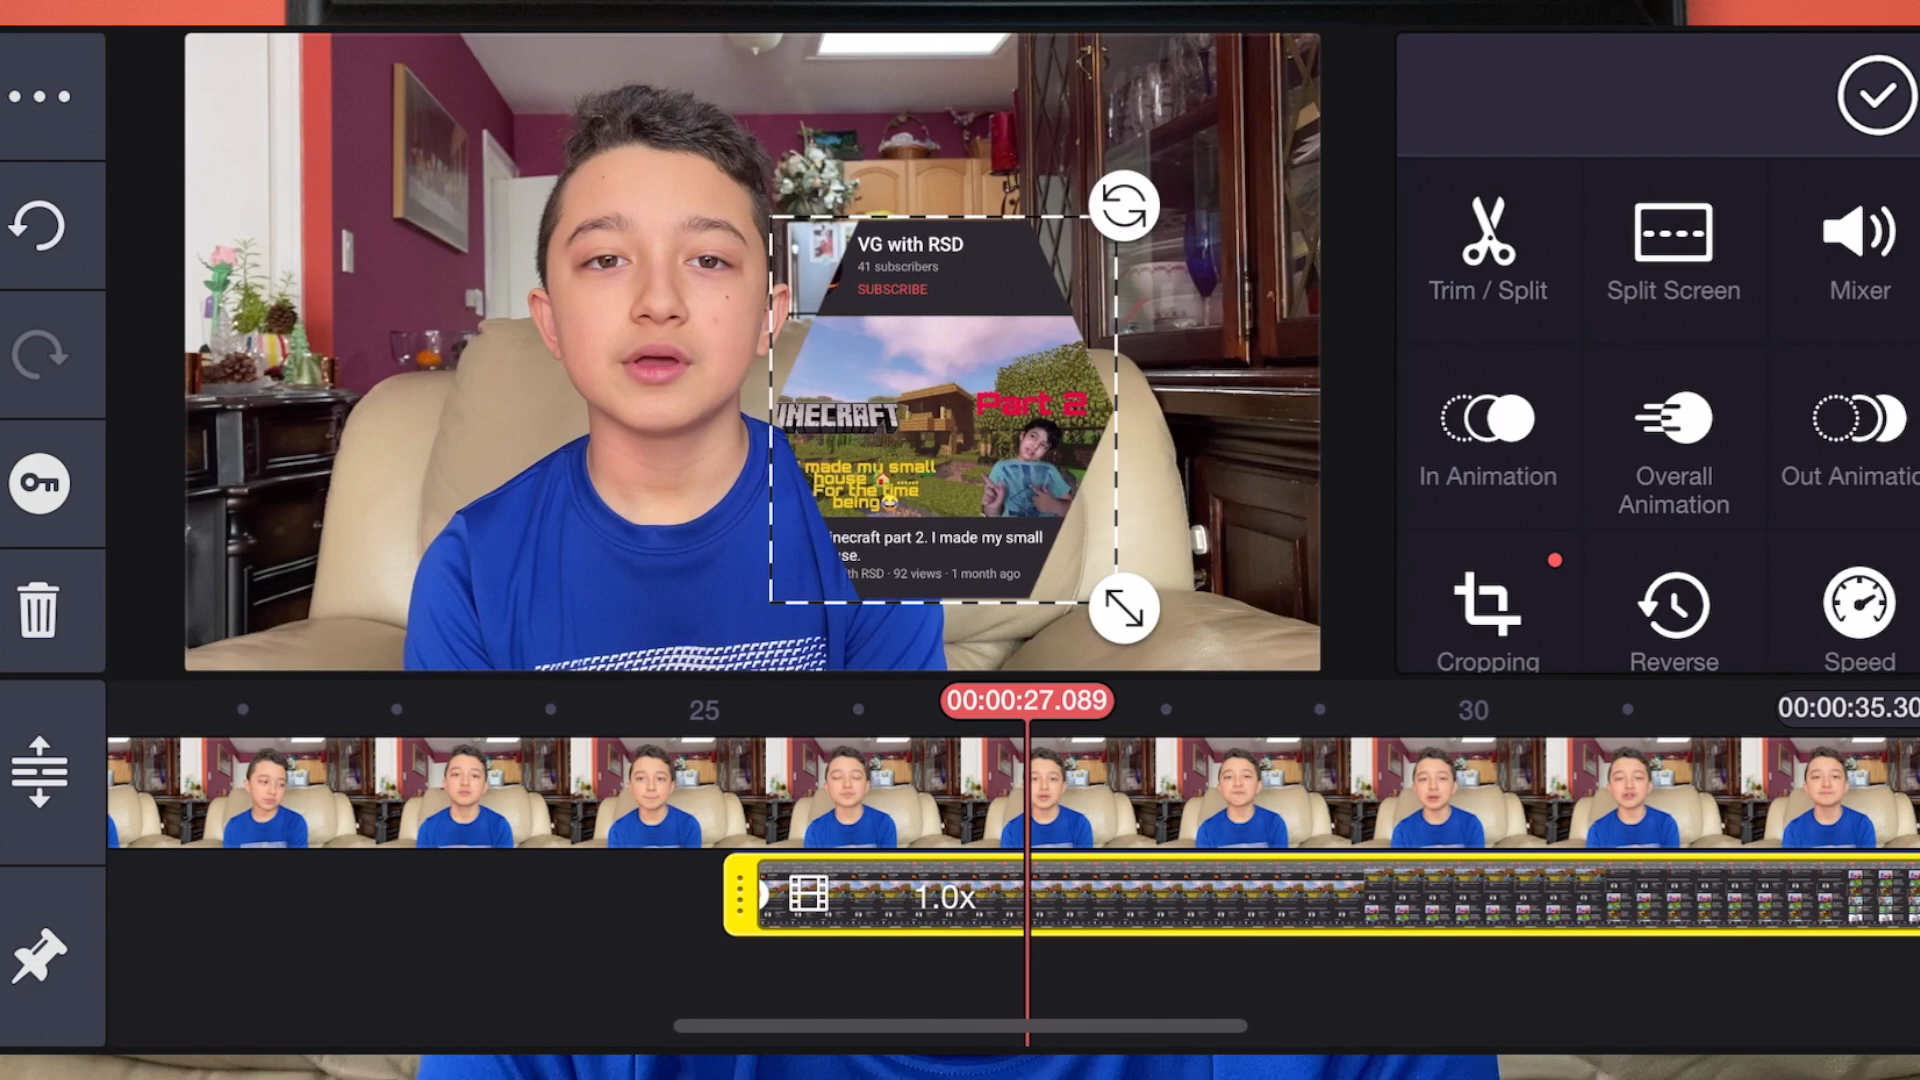 VG with RSD
41 subscribers
SUBSCRIBE
INECRAFT
Part 2
made my small
house
For the time
being
inecraft part 2. I made my small
se.
th RSD · 92 views · 1 month ago
Trim / Split
Split Screen
Mixer
In Animation
Overall
Animation
Out Animatic
Cropping
Reverse
Speed
25
00:00:27.089
30
00:00:35.30
1.0x